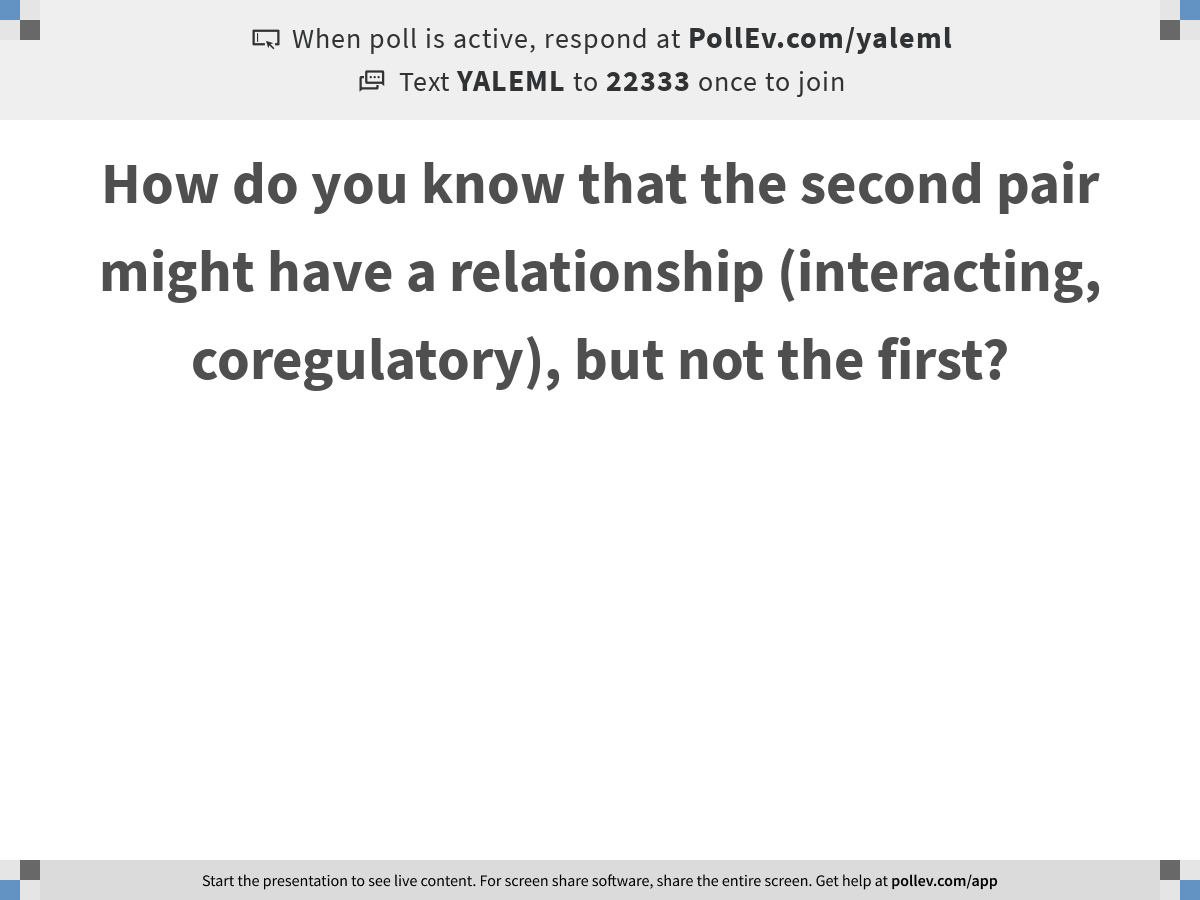 When poll is active, respond at PollEv.com/yaleml
Text YALEML to 22333 once to join
How do you know that the second pair
might have a relationship (interacting,
coregulatory), but not the first?
Start the presentation to see live content. For screen share software, share the entire screen. Get help at pollev.com/app